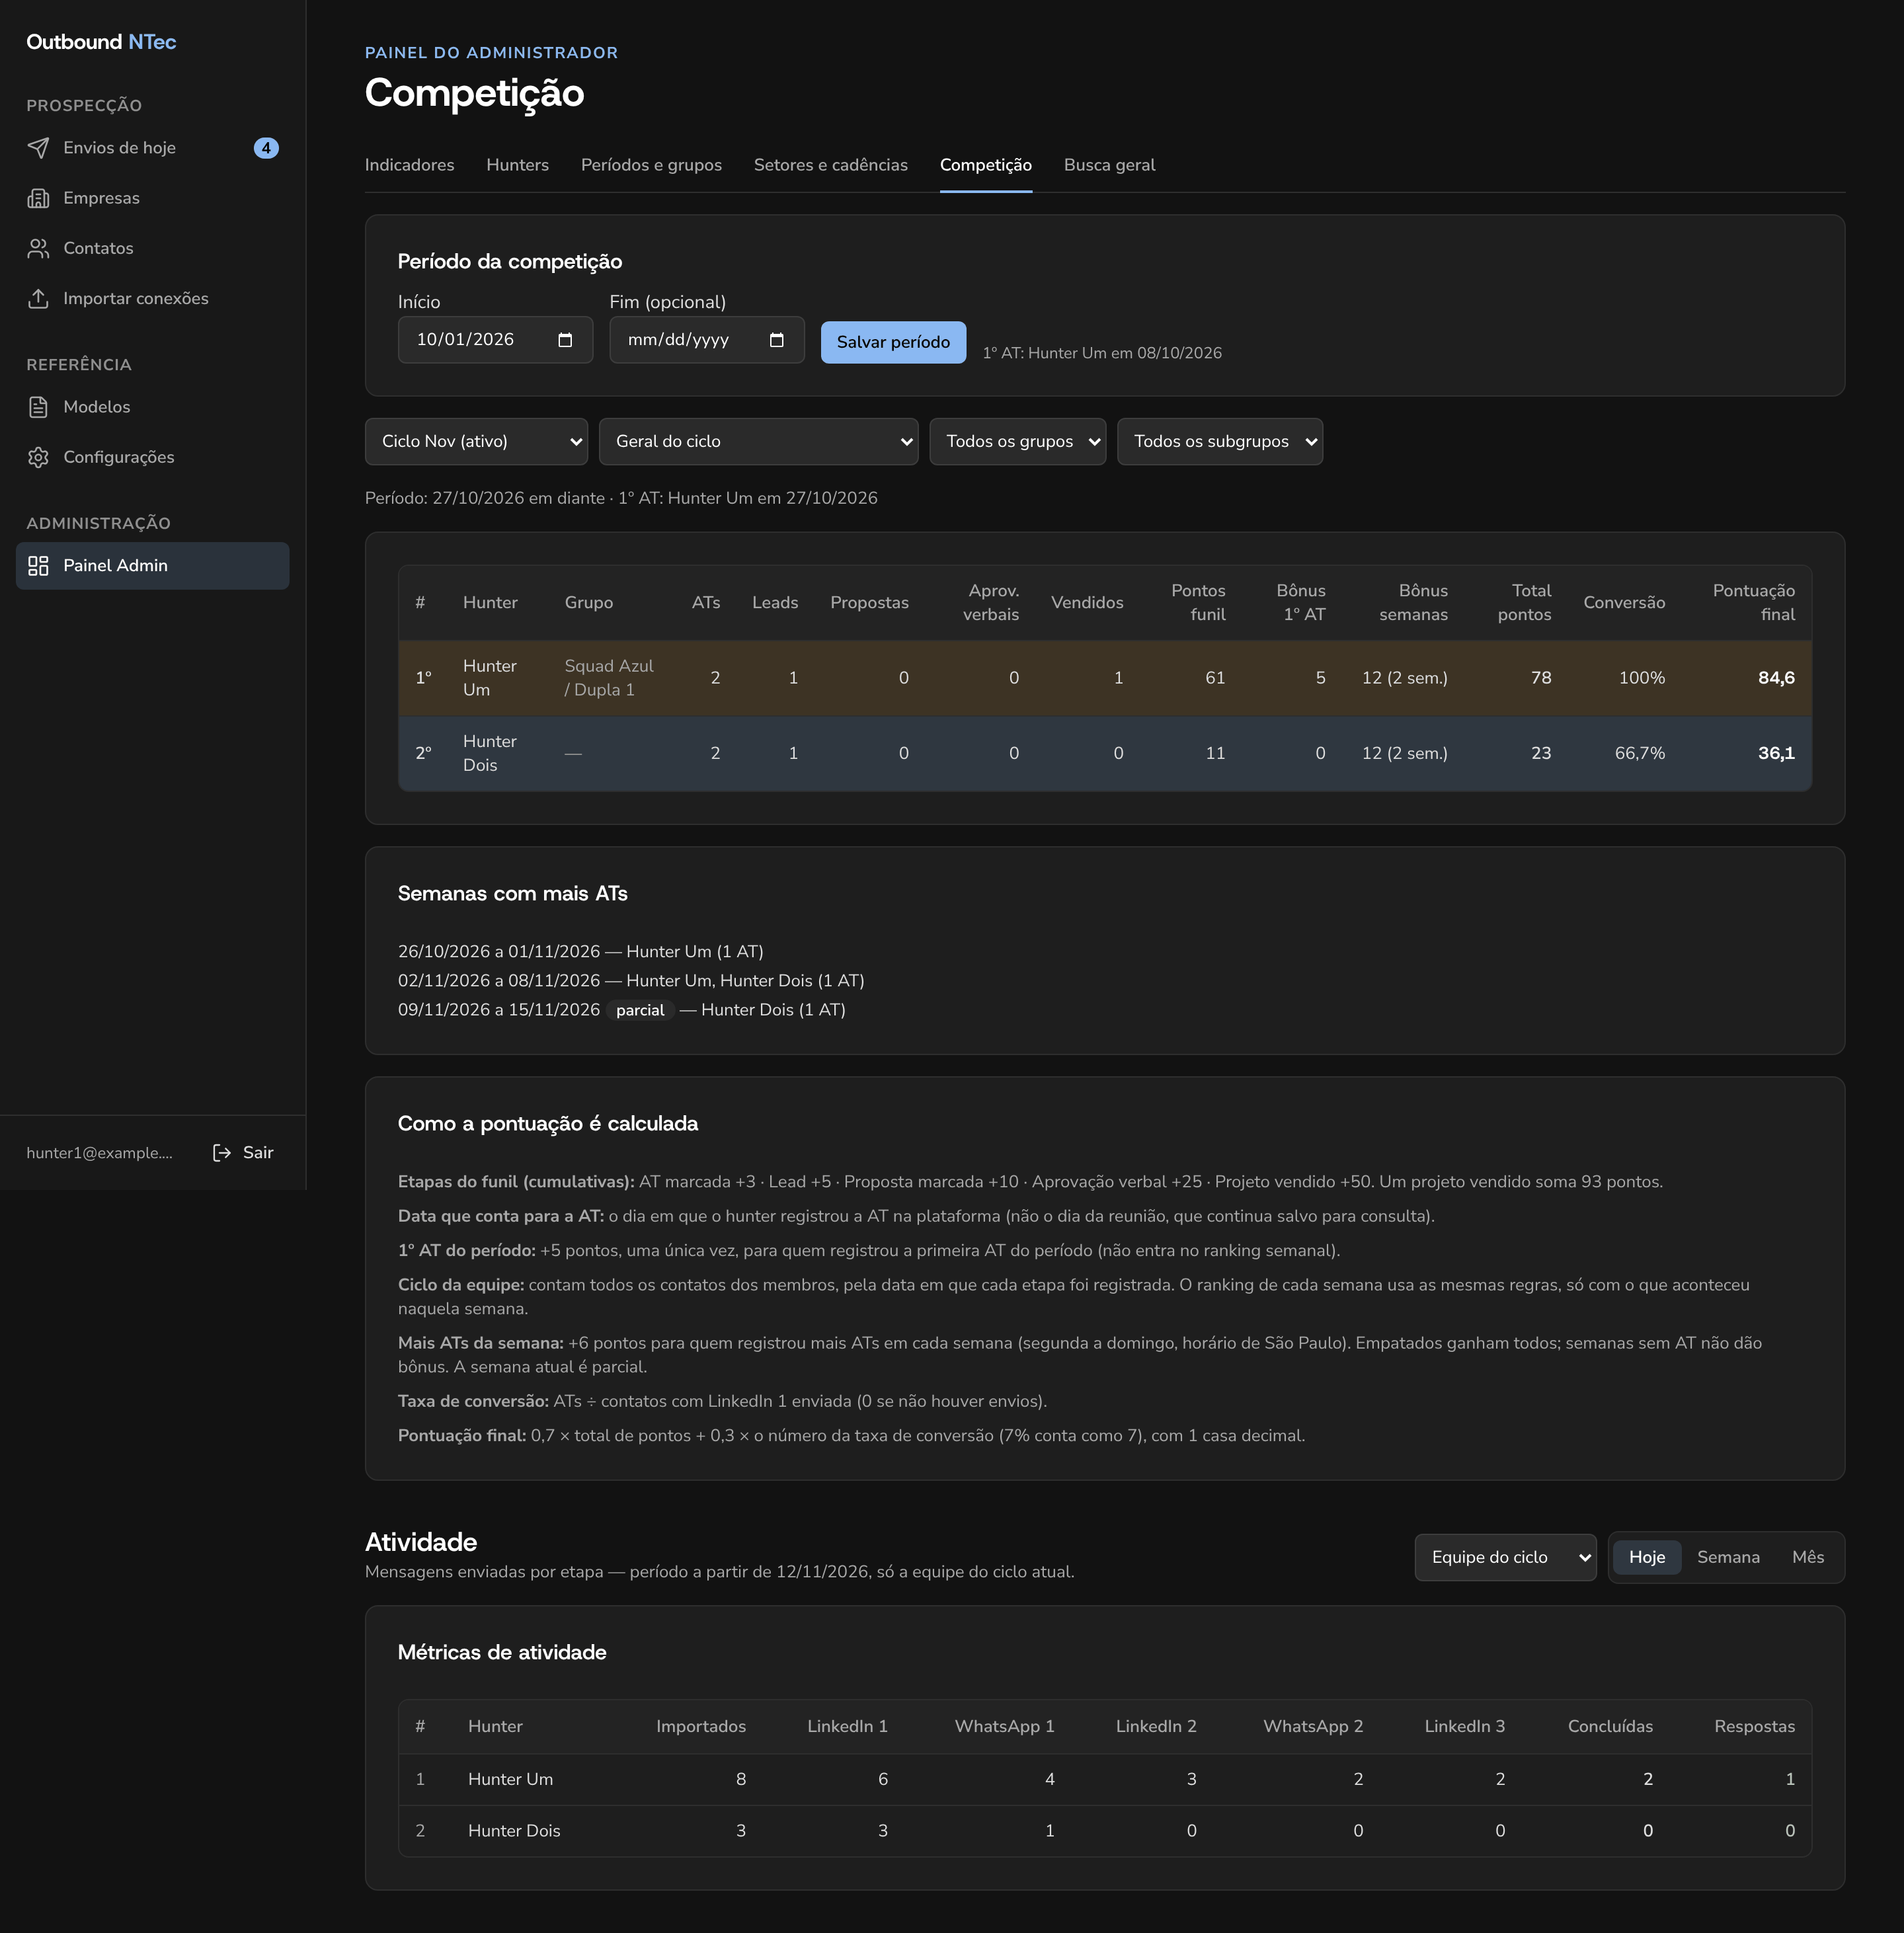 Outbound NTec
PROSPECÇÃO
Envios de hoje 4
Empresas
Contatos
Importar conexões
REFERÊNCIA
Modelos
Configurações
ADMINISTRAÇÃO
Painel Admin
hunter1@example.... Sair
PAINEL DO ADMINISTRADOR
Competição
Indicadores Hunters Períodos e grupos Setores e cadências Competição Busca geral
Período da competição
Início Fim (opcional)
10/01/2026 mm/dd/yyyy Salvar período 1º AT: Hunter Um em 08/10/2026
Ciclo Nov (ativo) Geral do ciclo Todos os grupos Todos os subgrupos
Período: 27/10/2026 em diante · 1º AT: Hunter Um em 27/10/2026
# Hunter Grupo ATs Leads Propostas Aprov. verbais Vendidos Pontos funil Bônus 1º AT Bônus semanas Total pontos Conversão Pontuação final
1º Hunter Um Squad Azul / Dupla 1 2 1 0 0 1 61 5 12 (2 sem.) 78 100% 84,6
2º Hunter Dois — 2 1 0 0 0 11 0 12 (2 sem.) 23 66,7% 36,1
Semanas com mais ATs
26/10/2026 a 01/11/2026 — Hunter Um (1 AT)
02/11/2026 a 08/11/2026 — Hunter Um, Hunter Dois (1 AT)
09/11/2026 a 15/11/2026 parcial — Hunter Dois (1 AT)
Como a pontuação é calculada
Etapas do funil (cumulativas): AT marcada +3 · Lead +5 · Proposta marcada +10 · Aprovação verbal +25 · Projeto vendido +50. Um projeto vendido soma 93 pontos.
Data que conta para a AT: o dia em que o hunter registrou a AT na plataforma (não o dia da reunião, que continua salvo para consulta).
1º AT do período: +5 pontos, uma única vez, para quem registrou a primeira AT do período (não entra no ranking semanal).
Ciclo da equipe: contam todos os contatos dos membros, pela data em que cada etapa foi registrada. O ranking de cada semana usa as mesmas regras, só com o que aconteceu
naquela semana.
Mais ATs da semana: +6 pontos para quem registrou mais ATs em cada semana (segunda a domingo, horário de São Paulo). Empatados ganham todos; semanas sem AT não dão
bônus. A semana atual é parcial.
Taxa de conversão: ATs ÷ contatos com LinkedIn 1 enviada (0 se não houver envios).
Pontuação final: 0,7 × total de pontos + 0,3 × o número da taxa de conversão (7% conta como 7), com 1 casa decimal.
Atividade
Mensagens enviadas por etapa — período a partir de 12/11/2026, só a equipe do ciclo atual.
Equipe do ciclo Hoje Semana Mês
Métricas de atividade
# Hunter Importados LinkedIn 1 WhatsApp 1 LinkedIn 2 WhatsApp 2 LinkedIn 3 Concluídas Respostas
1 Hunter Um 8 6 4 3 2 2 2 1
2 Hunter Dois 3 3 1 0 0 0 0 0